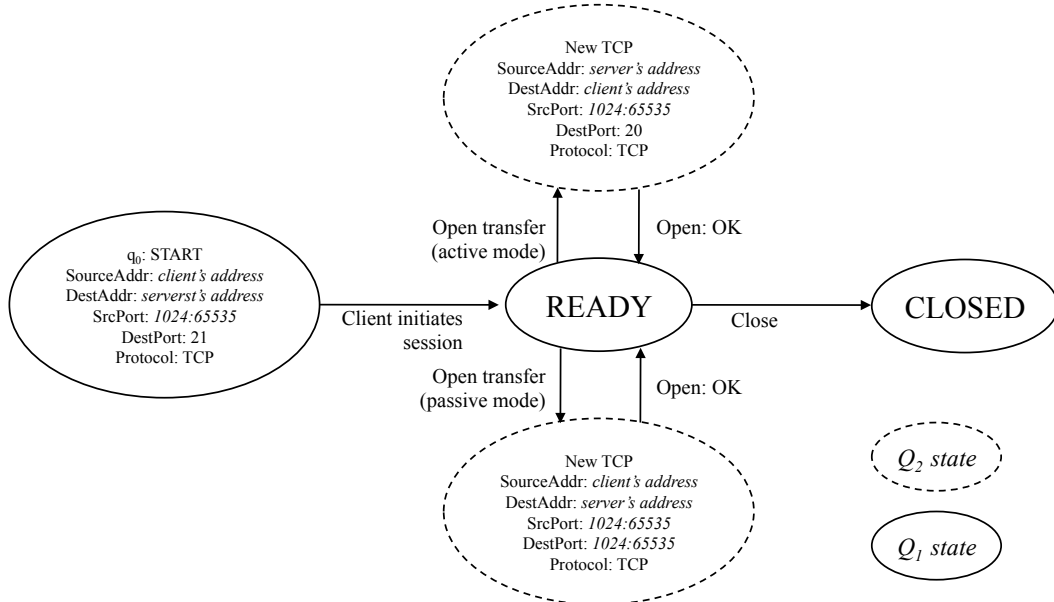 New TCP
SourceAddr: server's address
DestAddr: client's address
SrcPort: 1024:65535
DestPort: 20
Protocol: TCP
Open transfer
(active mode)
Open: OK
q₀: START
SourceAddr: client's address
DestAddr: serverst's address
SrcPort: 1024:65535
DestPort: 21
Protocol: TCP
Client initiates
session
READY
Close
CLOSED
Open transfer
(passive mode)
Open: OK
New TCP
SourceAddr: client's address
DestAddr: server's address
SrcPort: 1024:65535
DestPort: 1024:65535
Protocol: TCP
Q₂ state
Q₁ state